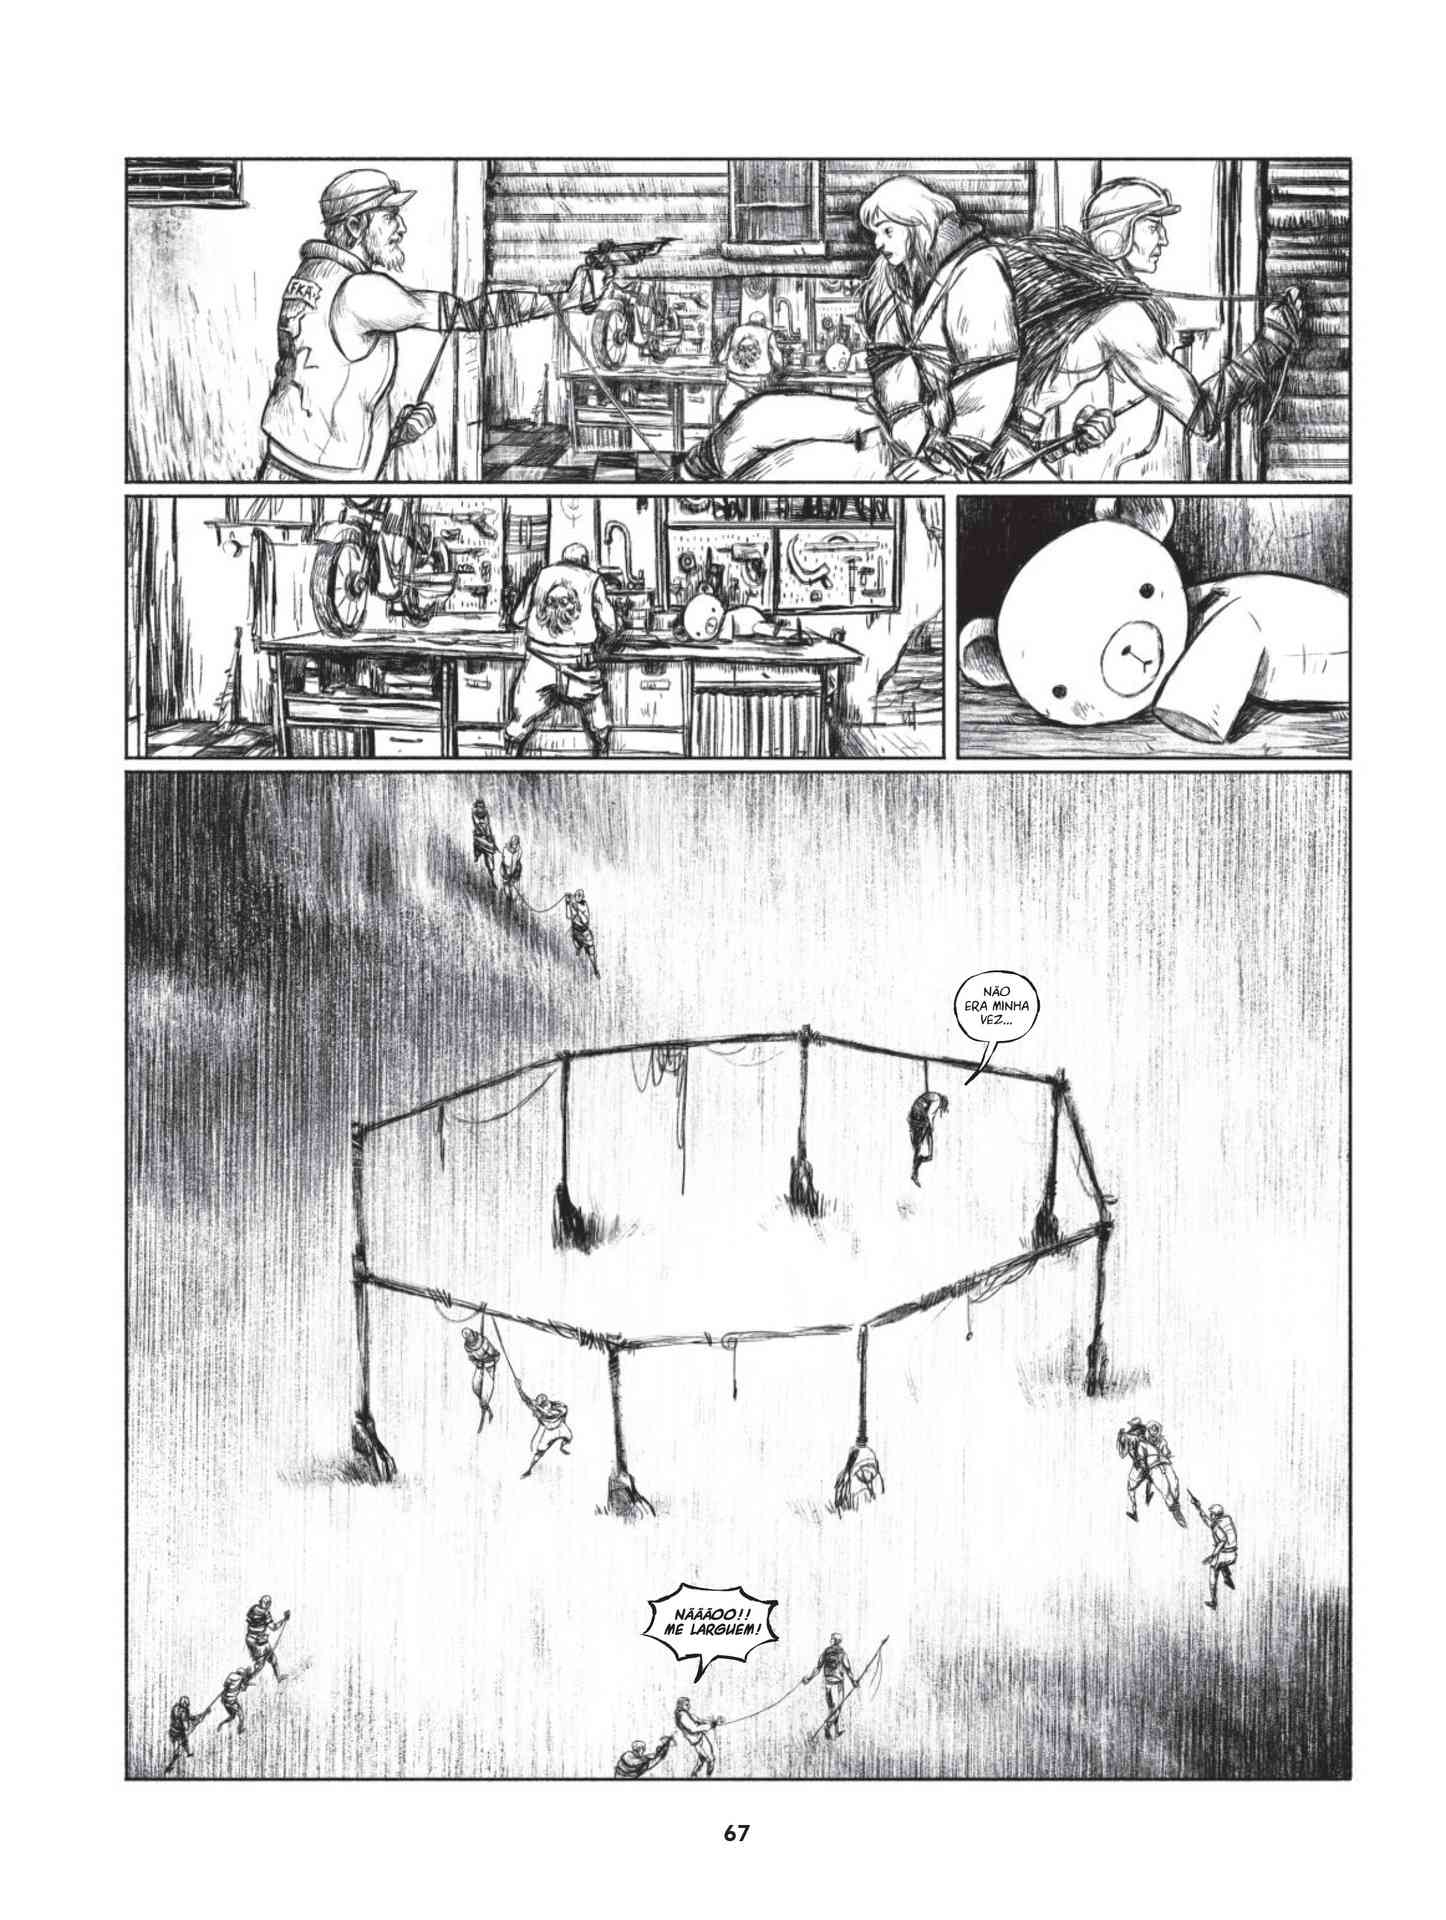 NÃO
ERA MINHA
VEZ...
NÃÃÃOO!!
ME LARGUEM!
67